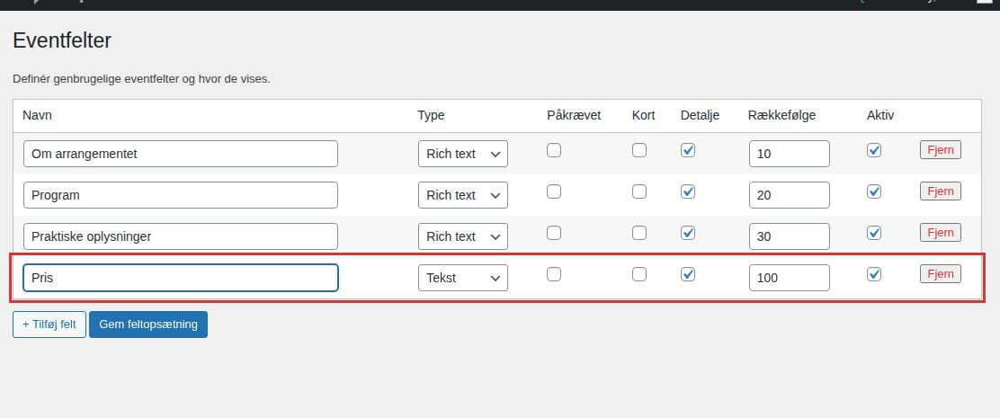 Eventfelter
Definér genbrugelige eventfelter og hvor de vises.
Navn Type Påkrævet Kort Detalje Rækkefølge Aktiv
Om arrangementet Rich text 10 Fjern
Program Rich text 20 Fjern
Praktiske oplysninger Rich text 30 Fjern
Pris Tekst 100 Fjern
+ Tilføj felt Gem feltopsætning